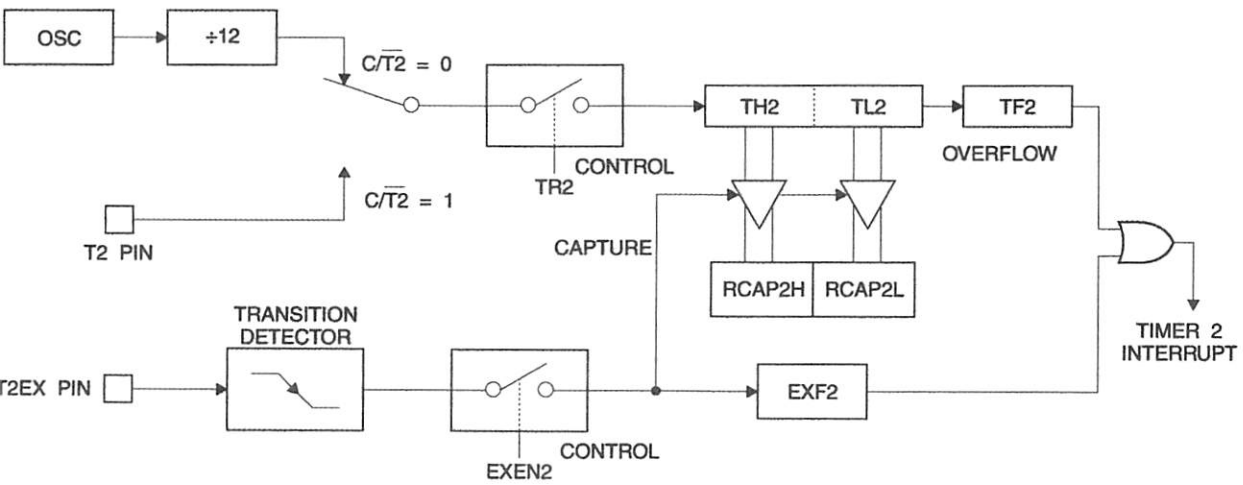 OSC
÷12
C/T2̅ = 0
TH2
TL2
TF2
OVERFLOW
CONTROL
TR2
C/T2̅ = 1
T2 PIN
CAPTURE
RCAP2H
RCAP2L
TRANSITION
DETECTOR
TIMER 2
INTERRUPT
T2EX PIN
EXF2
CONTROL
EXEN2